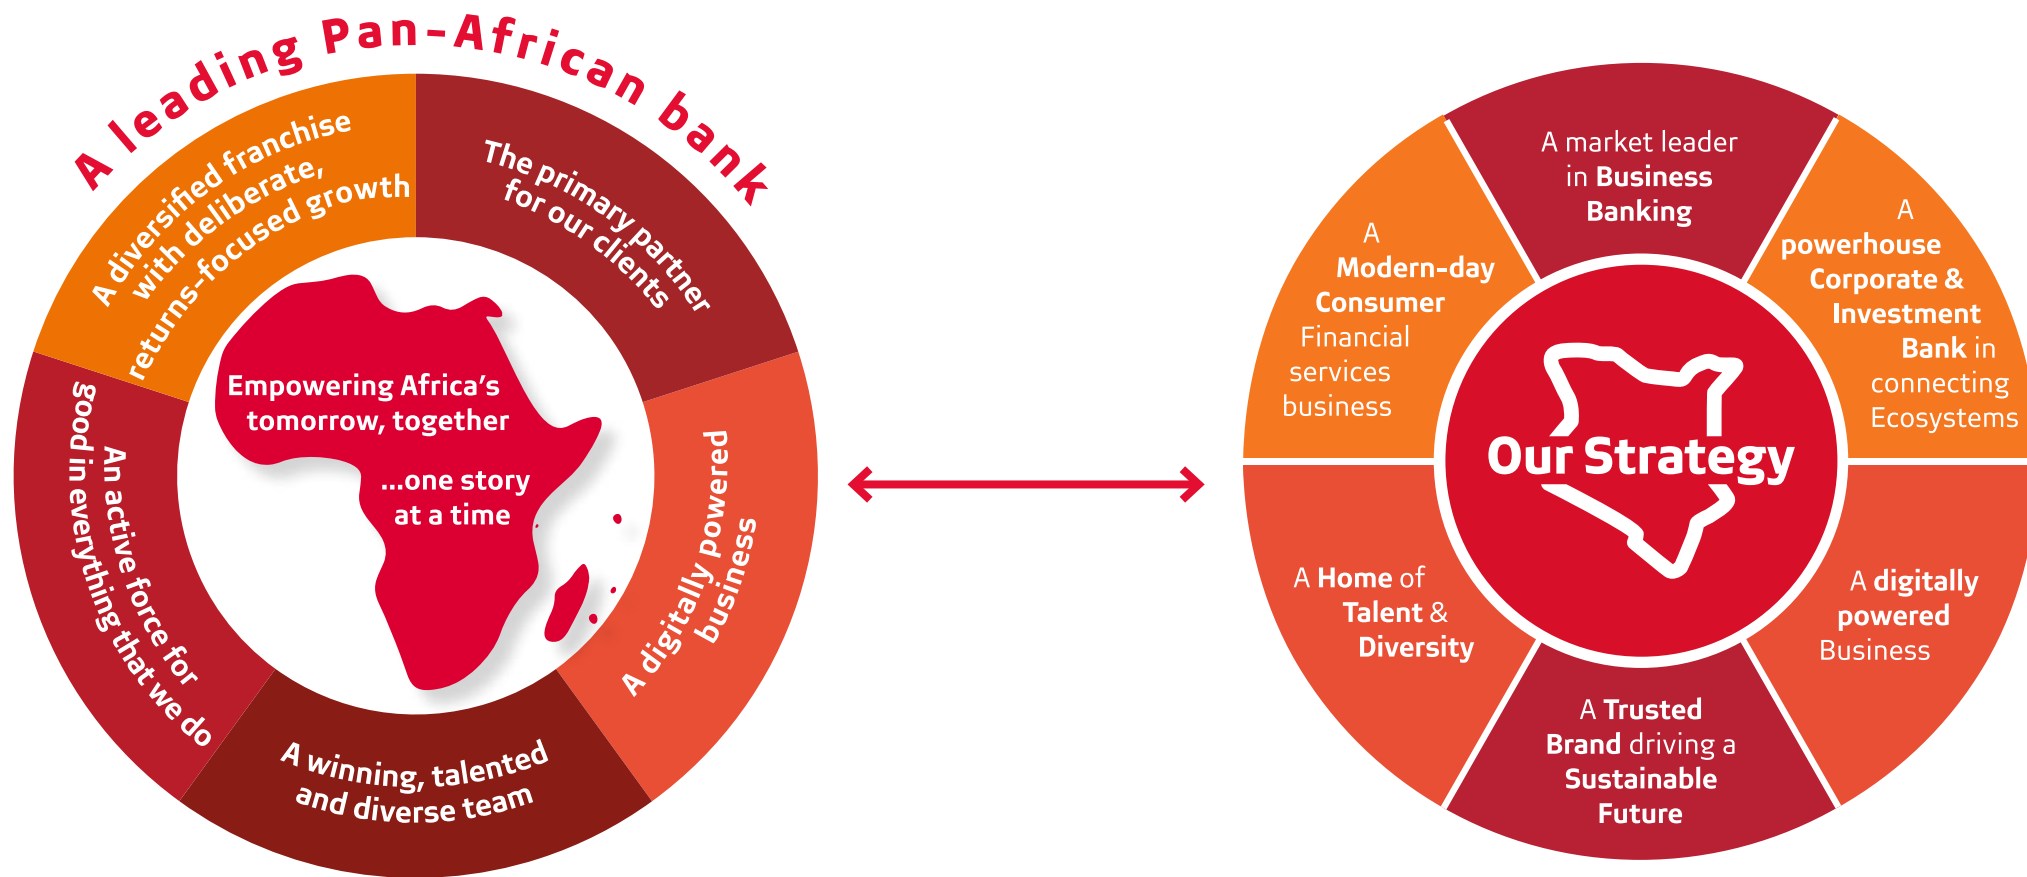 A leading Pan-African bank
A diversified franchise
with deliberate,
returns-focused growth
The primary partner
for our clients
A digitally powered
business
A winning, talented
and diverse team
An active force for
good in everything that we do
Empowering Africa's
tomorrow, together
...one story
at a time
A market leader
in Business
Banking
A
powerhouse
Corporate &
Investment
Bank in
connecting
Ecosystems
A digitally
powered
Business
A Trusted
Brand driving a
Sustainable
Future
A Home of
Talent &
Diversity
A
Modern-day
Consumer
Financial
services
business
Our Strategy